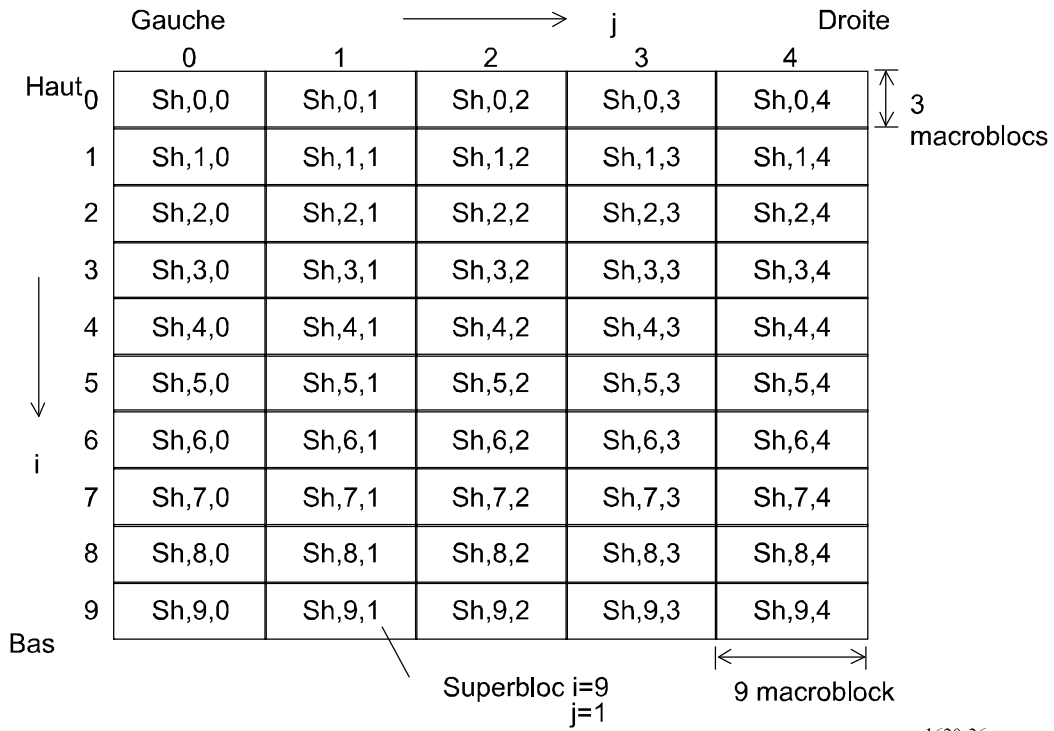 Gauche j Droite
0 1 2 3 4
Haut
0 Sh,0,0 Sh,0,1 Sh,0,2 Sh,0,3 Sh,0,4
3
macroblocs
1 Sh,1,0 Sh,1,1 Sh,1,2 Sh,1,3 Sh,1,4
2 Sh,2,0 Sh,2,1 Sh,2,2 Sh,2,3 Sh,2,4
3 Sh,3,0 Sh,3,1 Sh,3,2 Sh,3,3 Sh,3,4
4 Sh,4,0 Sh,4,1 Sh,4,2 Sh,4,3 Sh,4,4
5 Sh,5,0 Sh,5,1 Sh,5,2 Sh,5,3 Sh,5,4
6 Sh,6,0 Sh,6,1 Sh,6,2 Sh,6,3 Sh,6,4
i
7 Sh,7,0 Sh,7,1 Sh,7,2 Sh,7,3 Sh,7,4
8 Sh,8,0 Sh,8,1 Sh,8,2 Sh,8,3 Sh,8,4
9 Sh,9,0 Sh,9,1 Sh,9,2 Sh,9,3 Sh,9,4
Bas
Superbloc i=9
j=1
9 macroblock